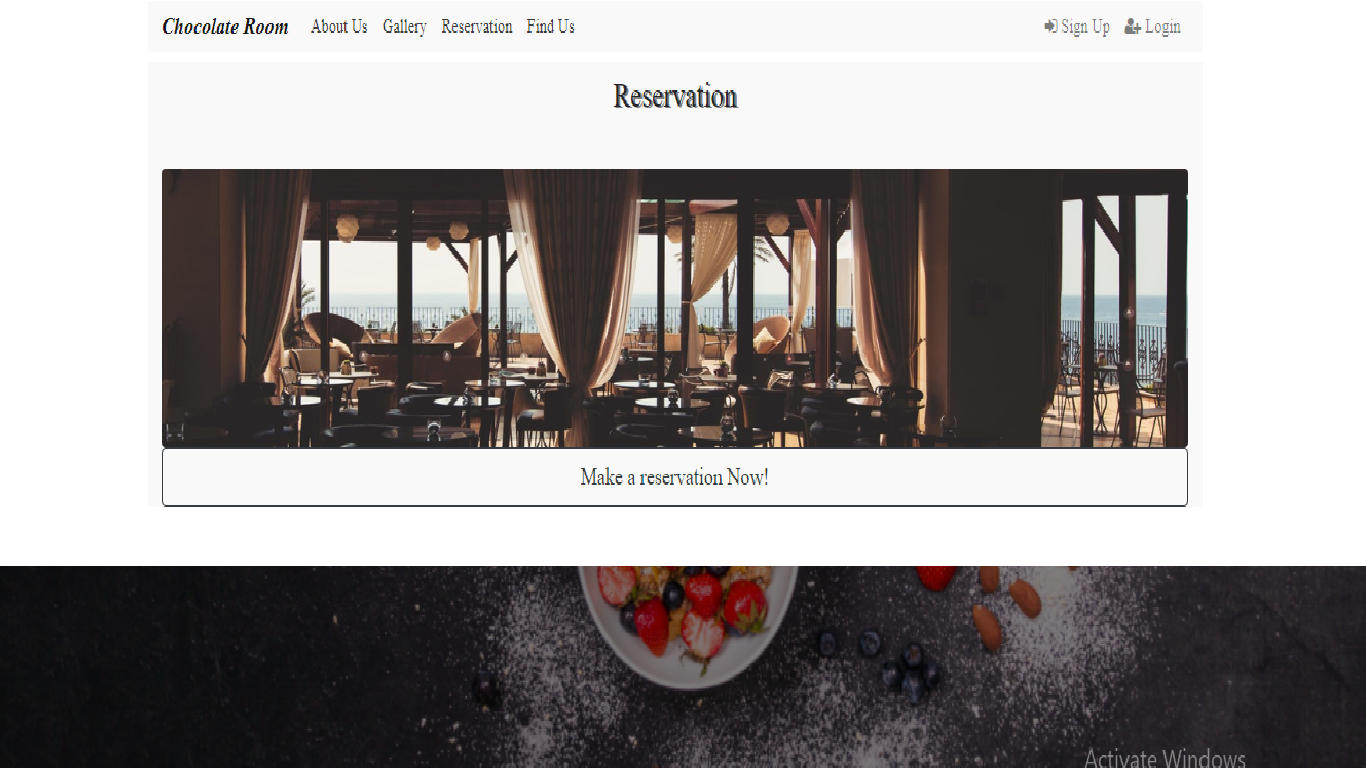 Chocolate Room About Us Gallery Reservation Find Us Sign Up Login
Reservation
Make a reservation Now!
Activate Windows